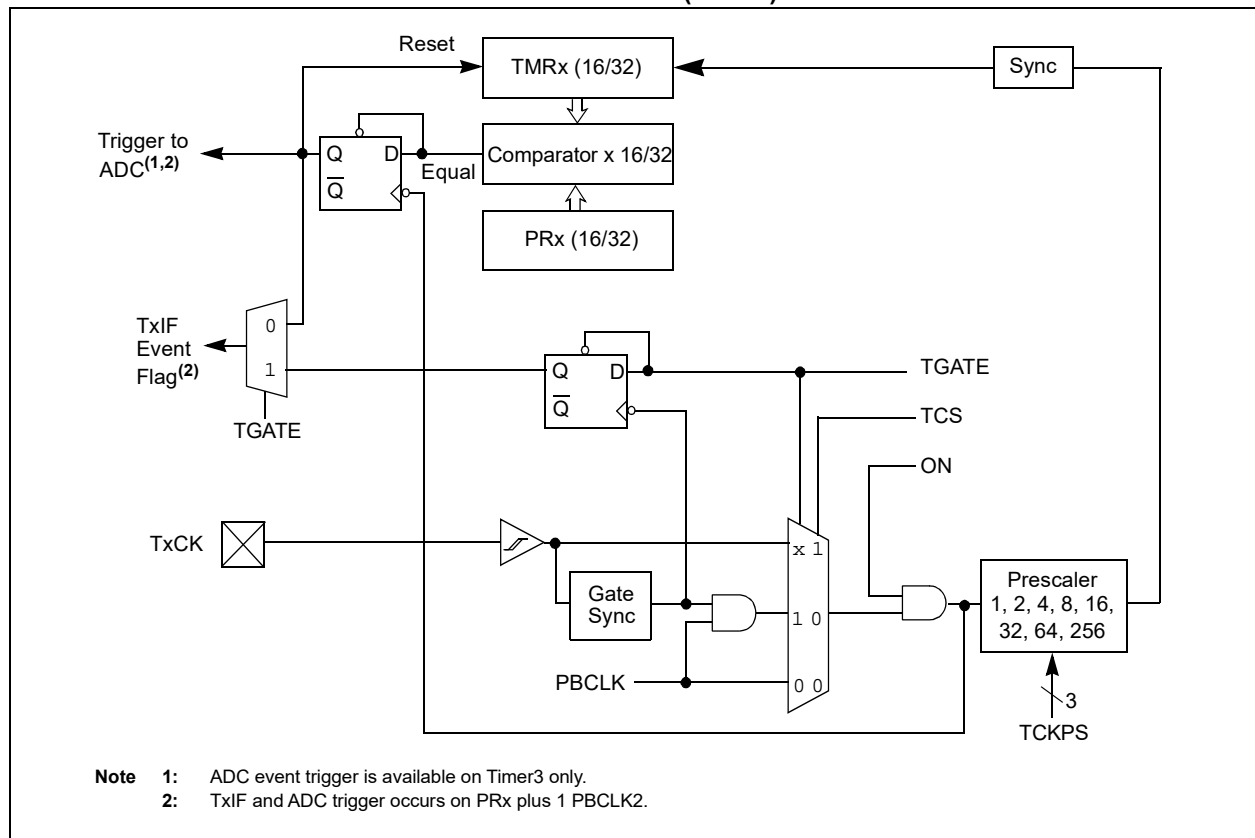 Reset
TMRx (16/32)
Sync
Trigger to
ADC(1,2)
Q
D
Q
Equal
Comparator x 16/32
PRx (16/32)
TxIF
Event
Flag(2)
0
1
TGATE
Q
D
Q
TGATE
TCS
ON
TxCK
x 1
Gate
Sync
1 0
Prescaler
1, 2, 4, 8, 16,
32, 64, 256
PBCLK
0 0
3
TCKPS
Note 1: ADC event trigger is available on Timer3 only.
2: TxIF and ADC trigger occurs on PRx plus 1 PBCLK2.